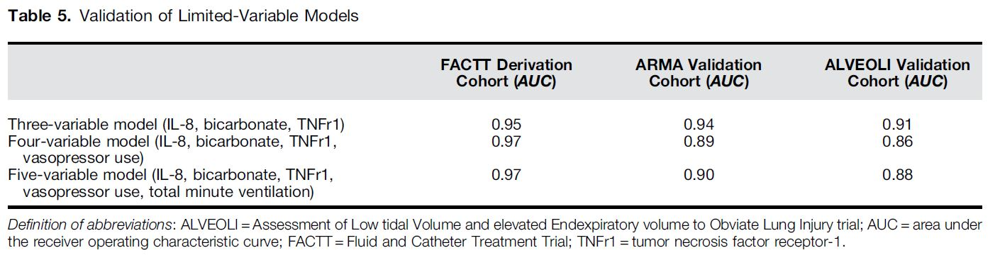 Table 5. Validation of Limited-Variable Models
FACTT Derivation Cohort (AUC) ARMA Validation Cohort (AUC) ALVEOLI Validation Cohort (AUC)
Three-variable model (IL-8, bicarbonate, TNFr1) 0.95 0.94 0.91
Four-variable model (IL-8, bicarbonate, TNFr1, 0.97 0.89 0.86
vasopressor use)
Five-variable model (IL-8, bicarbonate, TNFr1, 0.97 0.90 0.88
vasopressor use, total minute ventilation)
Definition of abbreviations: ALVEOLI = Assessment of Low tidal Volume and elevated Endexpiratory volume to Obviate Lung Injury trial; AUC = area under
the receiver operating characteristic curve; FACTT = Fluid and Catheter Treatment Trial; TNFr1 = tumor necrosis factor receptor-1.